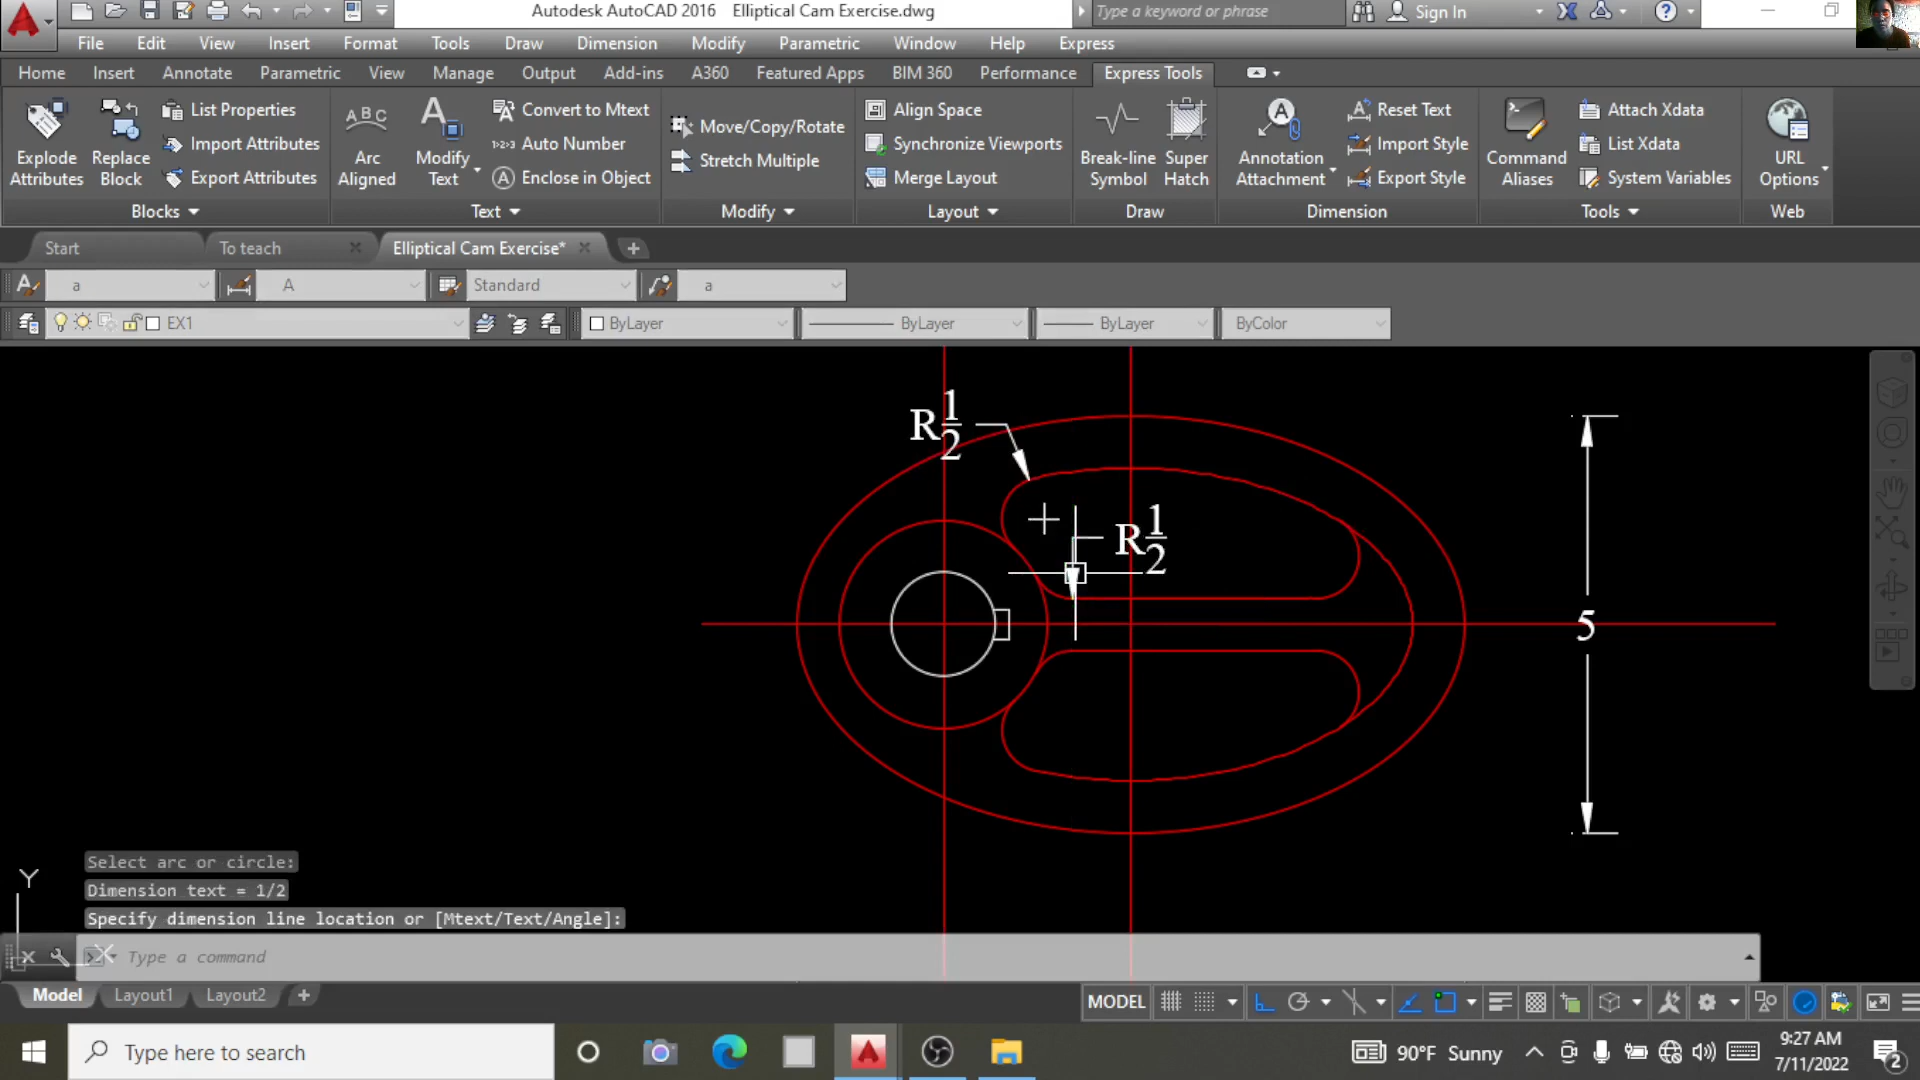 Autodesk AutoCAD 2016 Elliptical Cam Exercise.dwg
Type a keyword or phrase
Sign In
File Edit View Insert Format Tools Draw Dimension Modify Parametric Window Help Express
Home Insert Annotate Parametric View Manage Output Add-ins A360 Featured Apps BIM 360 Performance Express Tools
Explode Attributes
Replace Block
List Properties
Import Attributes
Export Attributes
Blocks
ABC
Arc Aligned
Modify Text
Convert to Mtext
Auto Number
Enclose in Object
Text
Move/Copy/Rotate
Stretch Multiple
Modify
Align Space
Synchronize Viewports
Merge Layout
Layout
Break-line Symbol
Super Hatch
Draw
Annotation Attachment
Reset Text
Import Style
Export Style
Dimension
Command Aliases
Attach Xdata
List Xdata
System Variables
Tools
URL Options
Web
Start To teach Elliptical Cam Exercise*
a A Standard a
EX1 ByLayer ByLayer ByLayer ByColor
R1/2
R1/2
5
Select arc or circle:
Dimension text = 1/2
Specify dimension line location or [Mtext/Text/Angle]:
Y
X
Type a command
Model Layout1 Layout2
MODEL
Type here to search
90°F Sunny
9:27 AM
7/11/2022
2